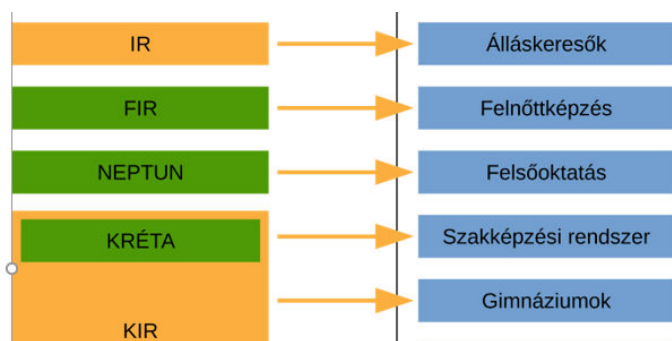 IR
Álláskeresők
FIR
Felnőttképzés
NEPTUN
Felsőoktatás
KRÉTA
Szakképzési rendszer
Gimnáziumok
KIR